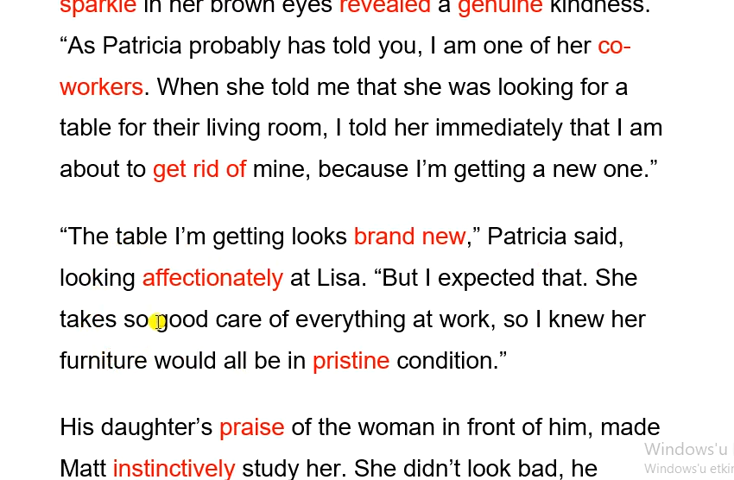 sparkle in her brown eyes revealed a genuine kindness.
“As Patricia probably has told you, I am one of her co-
workers. When she told me that she was looking for a
table for their living room, I told her immediately that I am
about to get rid of mine, because I’m getting a new one.”
“The table I’m getting looks brand new,” Patricia said,
looking affectionately at Lisa. “But I expected that. She
takes so good care of everything at work, so I knew her
furniture would all be in pristine condition.”
His daughter’s praise of the woman in front of him, made
Matt instinctively study her. She didn’t look bad, he
Windows'u
Windows'u etkir